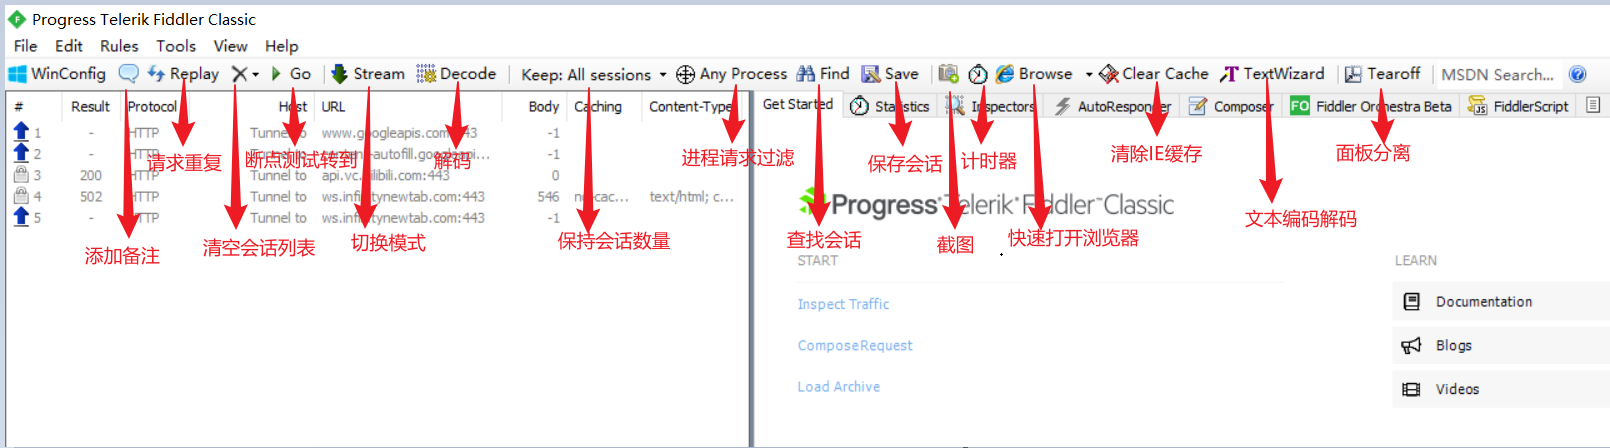 Progress Telerik Fiddler Classic
File Edit Rules Tools View Help
WinConfig Replay Go Stream Decode Keep: All sessions Any Process Find Save Browse Clear Cache TextWizard Tearoff MSDN Search...
# Result Protocol Host URL Body Caching Content-Type
Get Started Statistics Inspectors AutoResponder Composer Fiddler Orchestra Beta FiddlerScript
1 - HTTP Tunnel to www.googleapis.com:443 -1
2 - HTTP autofill.googleapi... -1
3 200 HTTP Tunnel to 443 0
4 502 HTTP Tunnel to ws.infinitynewtab.com:443 546 no-cac... text/html; c...
5 - HTTP Tunnel to ws.infinitynewtab.com:443 -1
请求重复
断点测试转到
解码
进程请求过滤
保存会话
计时器
清除IE缓存
面板分离
添加备注
清空会话列表
切换模式
保持会话数量
查找会话
截图
快速打开浏览器
文本编码解码
Progress Telerik Fiddler Classic
START
Inspect Traffic
Compose Request
Load Archive
LEARN
Documentation
Blogs
Videos